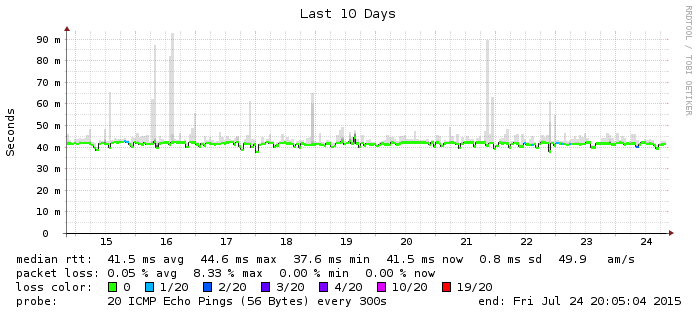 Last 10 Days
RRDTOOL / TOBI OETIKER
Seconds
90 m
80 m
70 m
60 m
50 m
40 m
30 m
20 m
10 m
0
15 16 17 18 19 20 21 22 23 24
median rtt: 41.5 ms avg 44.6 ms max 37.6 ms min 41.5 ms now 0.8 ms sd 49.9 am/s
packet loss: 0.05 % avg 8.33 % max 0.00 % min 0.00 % now
loss color: 0 1/20 2/20 3/20 4/20 10/20 19/20
probe: 20 ICMP Echo Pings (56 Bytes) every 300s end: Fri Jul 24 20:05:04 2015